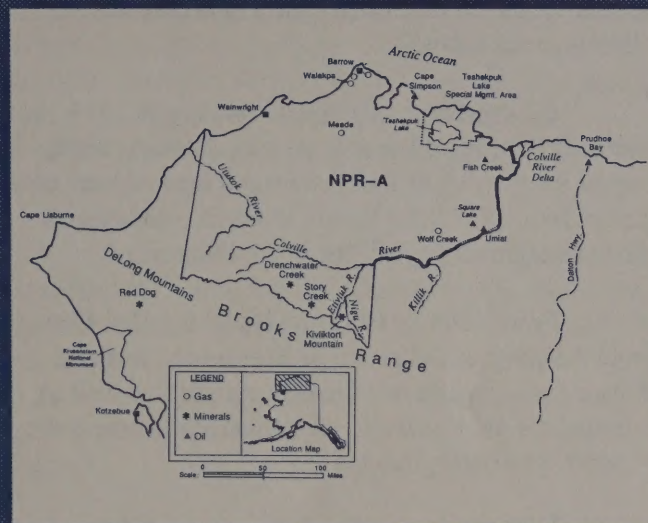 Arctic Ocean
Barrow
Walakpa
Cape
Simpson
Teshekpuk
Lake
Special Mgmt. Area
Wainwright
Meade
Teshekpuk
Lake
Prudhoe
Bay
Colville
River
Delta
Fish Creek
NPR–A
Utukok River
Square
Lake
Umiat
Wolf Creek
Cape Lisburne
Colville River
Dalton Hwy.
DeLong Mountains
Drenchwater
Creek
Story
Creek
Etivluk R.
Nigu R.
Killik R.
Red Dog
Kivliktort
Mountain
Brooks Range
Cape
Krusenstern
National
Monument
Kotzebue
LEGEND
Gas
Minerals
Oil
Location Map
Scale: 0 50 100 Miles